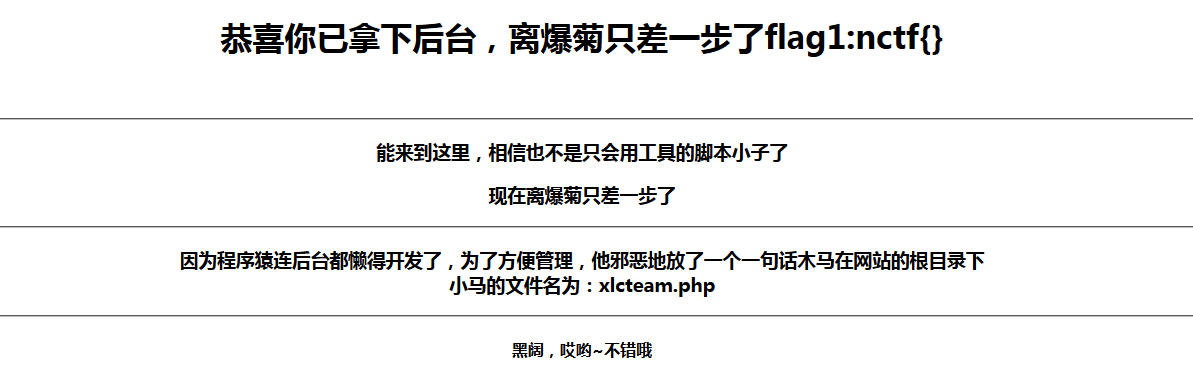 恭喜你已拿下后台，离爆菊只差一步了flag1:nctf{}
能来到这里，相信也不是只会用工具的脚本小子了
现在离爆菊只差一步了
因为程序猿连后台都懒得开发了，为了方便管理，他邪恶地放了一个一句话木马在网站的根目录下
小马的文件名为：xlcteam.php
黑阔，哎哟~不错哦